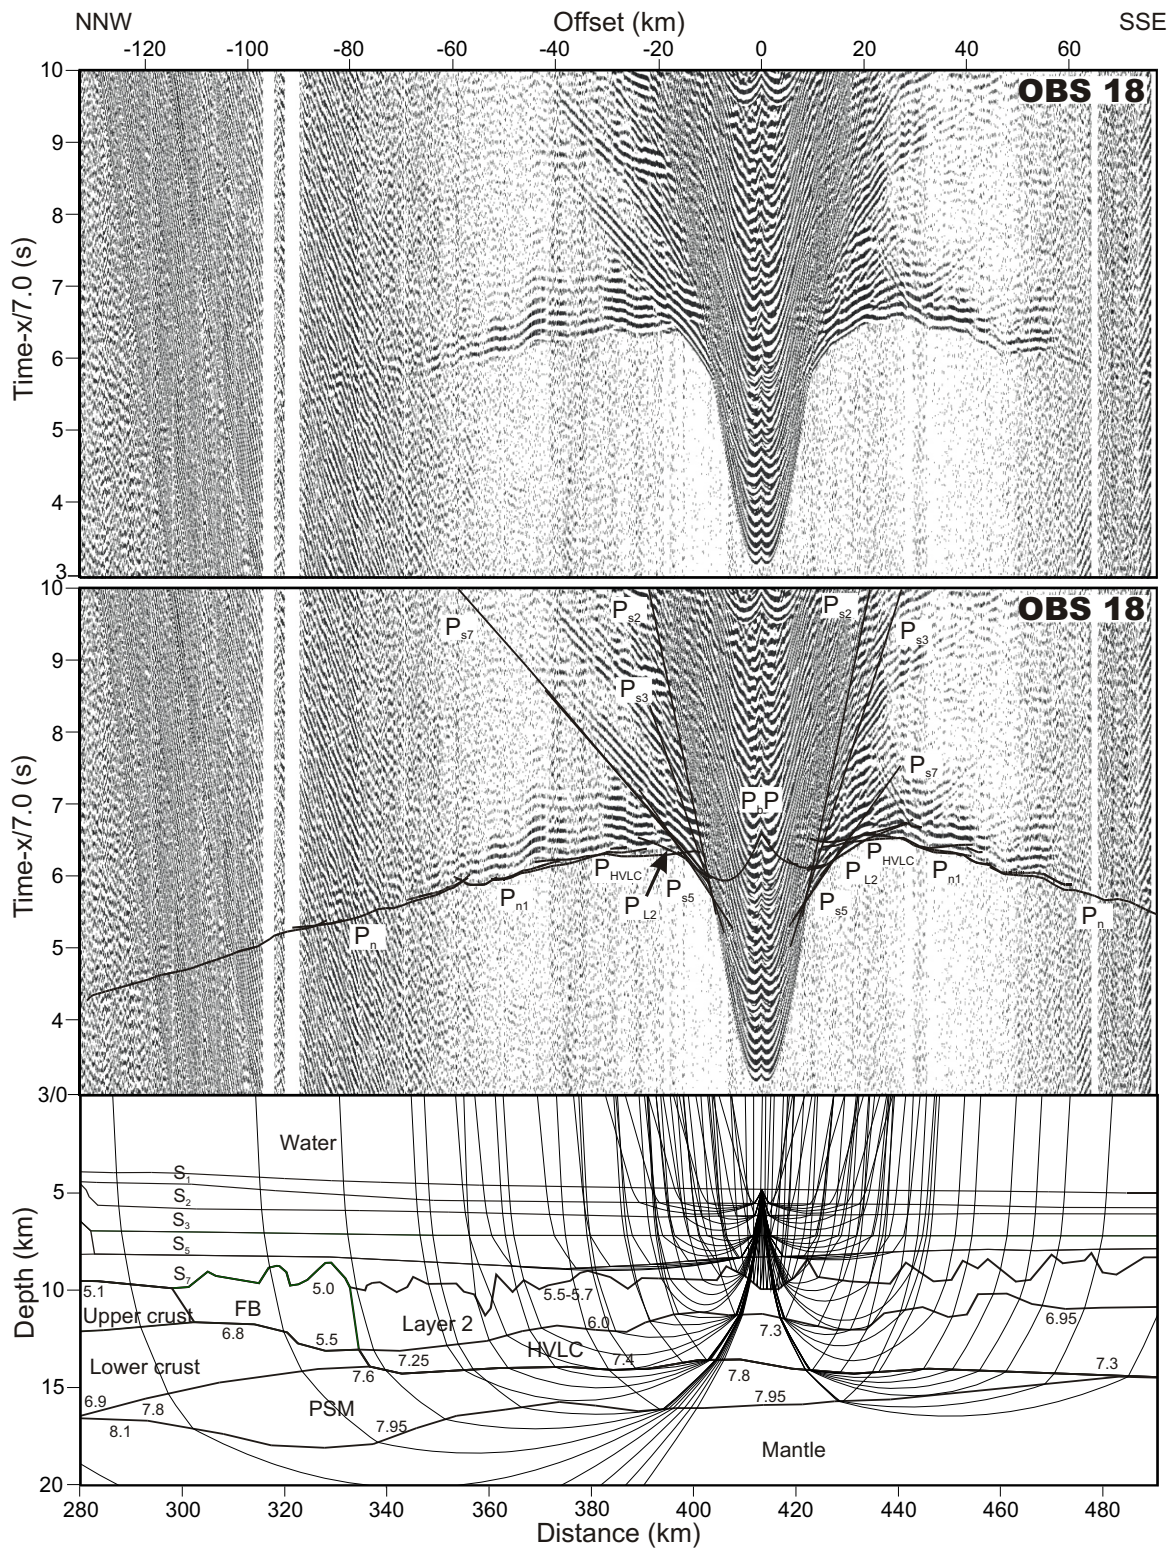 NNW Offset (km) SSE
-120 -100 -80 -60 -40 -20 0 20 40 60
10
OBS 18
9
8
7
6
5
4
3
Time-x/7.0 (s)
10
OBS 18
Ps7 Ps2 Ps2 Ps3
9
Ps3
8
Ps7
7
PbP
6
PHVLC PHVLC
Pn1 PL2 Ps5 Ps5 PL2 Pn1
Pn Pn
5
4
3/0
Time-x/7.0 (s)
Water
S1
5
S2
S3
S5
S7
10
5.1 5.0 5.5-5.7
Upper crust FB 6.8 5.5 Layer 2 6.0 7.3 6.95
Lower crust 7.6 7.25 HVLC 7.4 7.8 7.3
15
6.9 7.8 PSM 7.95 7.95
8.1
Mantle
20
Depth (km)
280 300 320 340 360 380 400 420 440 460 480
Distance (km)